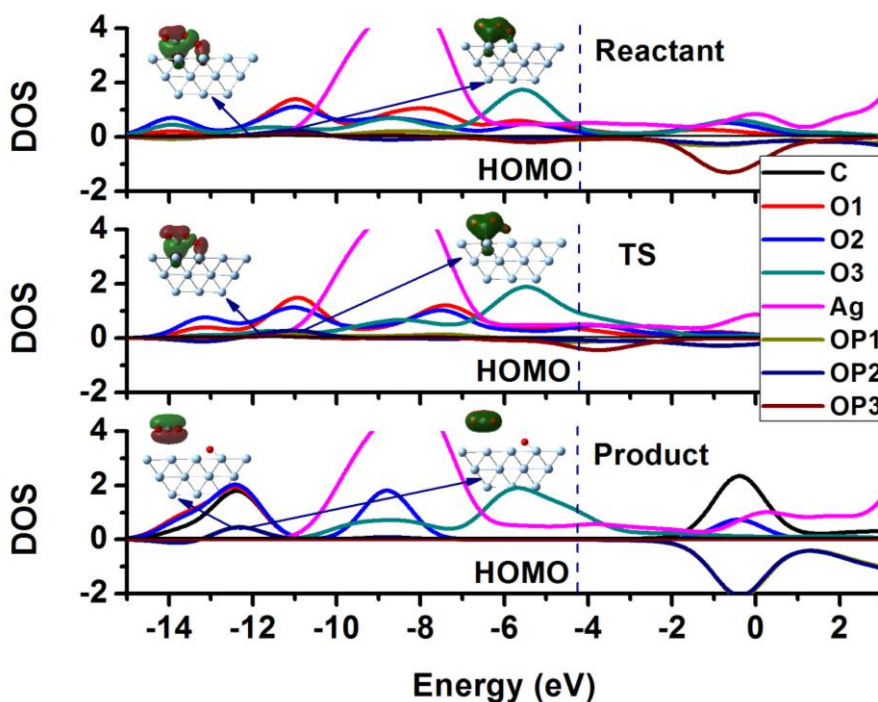 4
Reactant
2
DOS
0
HOMO
-2
C
O1
O2
O3
Ag
OP1
OP2
OP3
4
TS
2
DOS
0
HOMO
-2
4
Product
2
DOS
0
HOMO
-2
-14 -12 -10 -8 -6 -4 -2 0 2
Energy (eV)